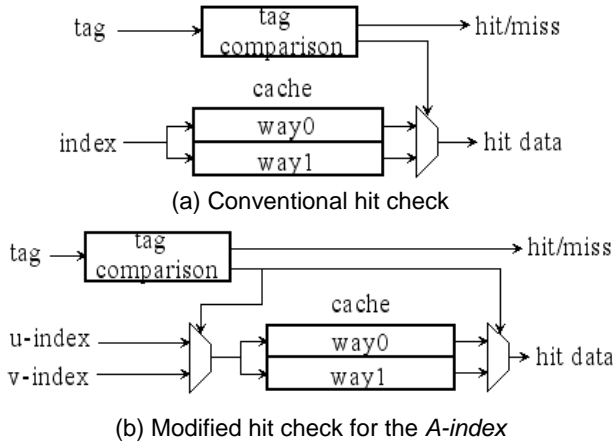 tag
tag
comparison
hit/miss
cache
index
way0
way1
hit data
(a) Conventional hit check
tag
tag
comparison
hit/miss
cache
u-index
v-index
way0
way1
hit data
(b) Modified hit check for the A-index